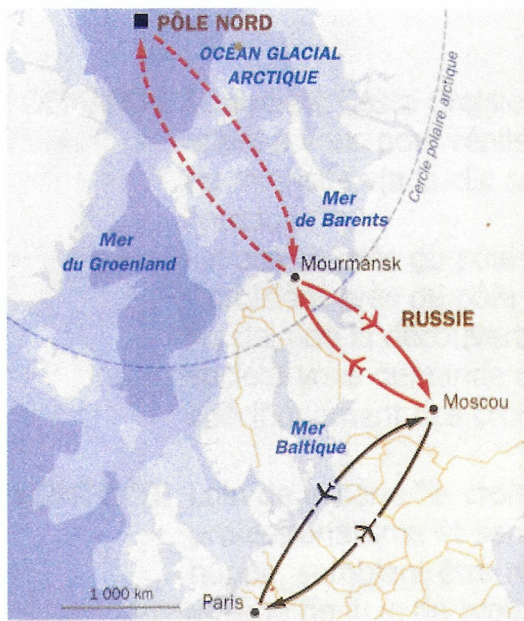 PÔLE NORD
OCÉAN GLACIAL
ARCTIQUE
Cercle polaire arctique
Mer
de Barents
Mer
du Groenland
Mourmansk
RUSSIE
Moscou
Mer
Baltique
1 000 km
Paris